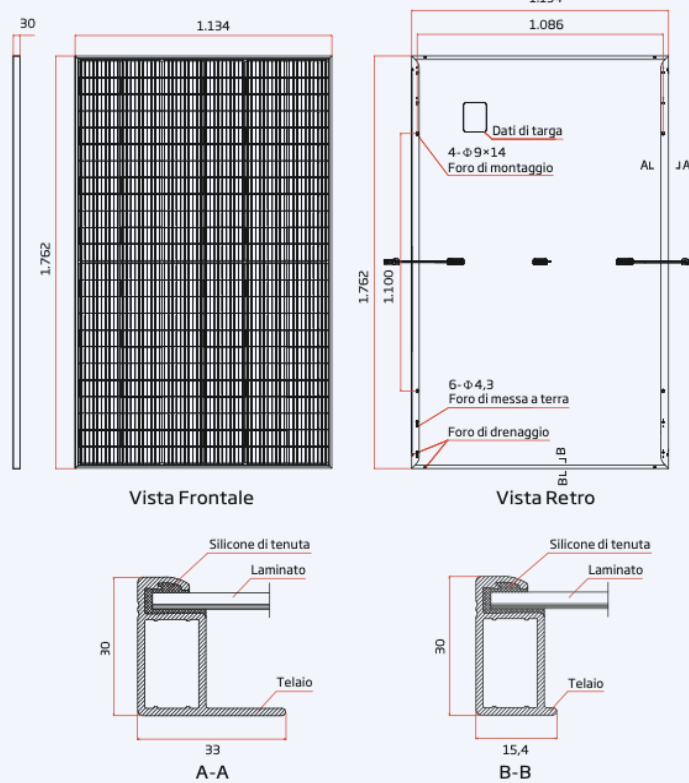 30
1.134
1.762
Vista Frontale
1.086
Dati di targa
4-Φ9×14
Foro di montaggio
AL
⅃A
1.762
1.100
6-Φ4,3
Foro di messa a terra
Foro di drenaggio
⅃B
BL
Vista Retro
Silicone di tenuta
Laminato
30
Telaio
33
A-A
Silicone di tenuta
Laminato
30
Telaio
15,4
B-B